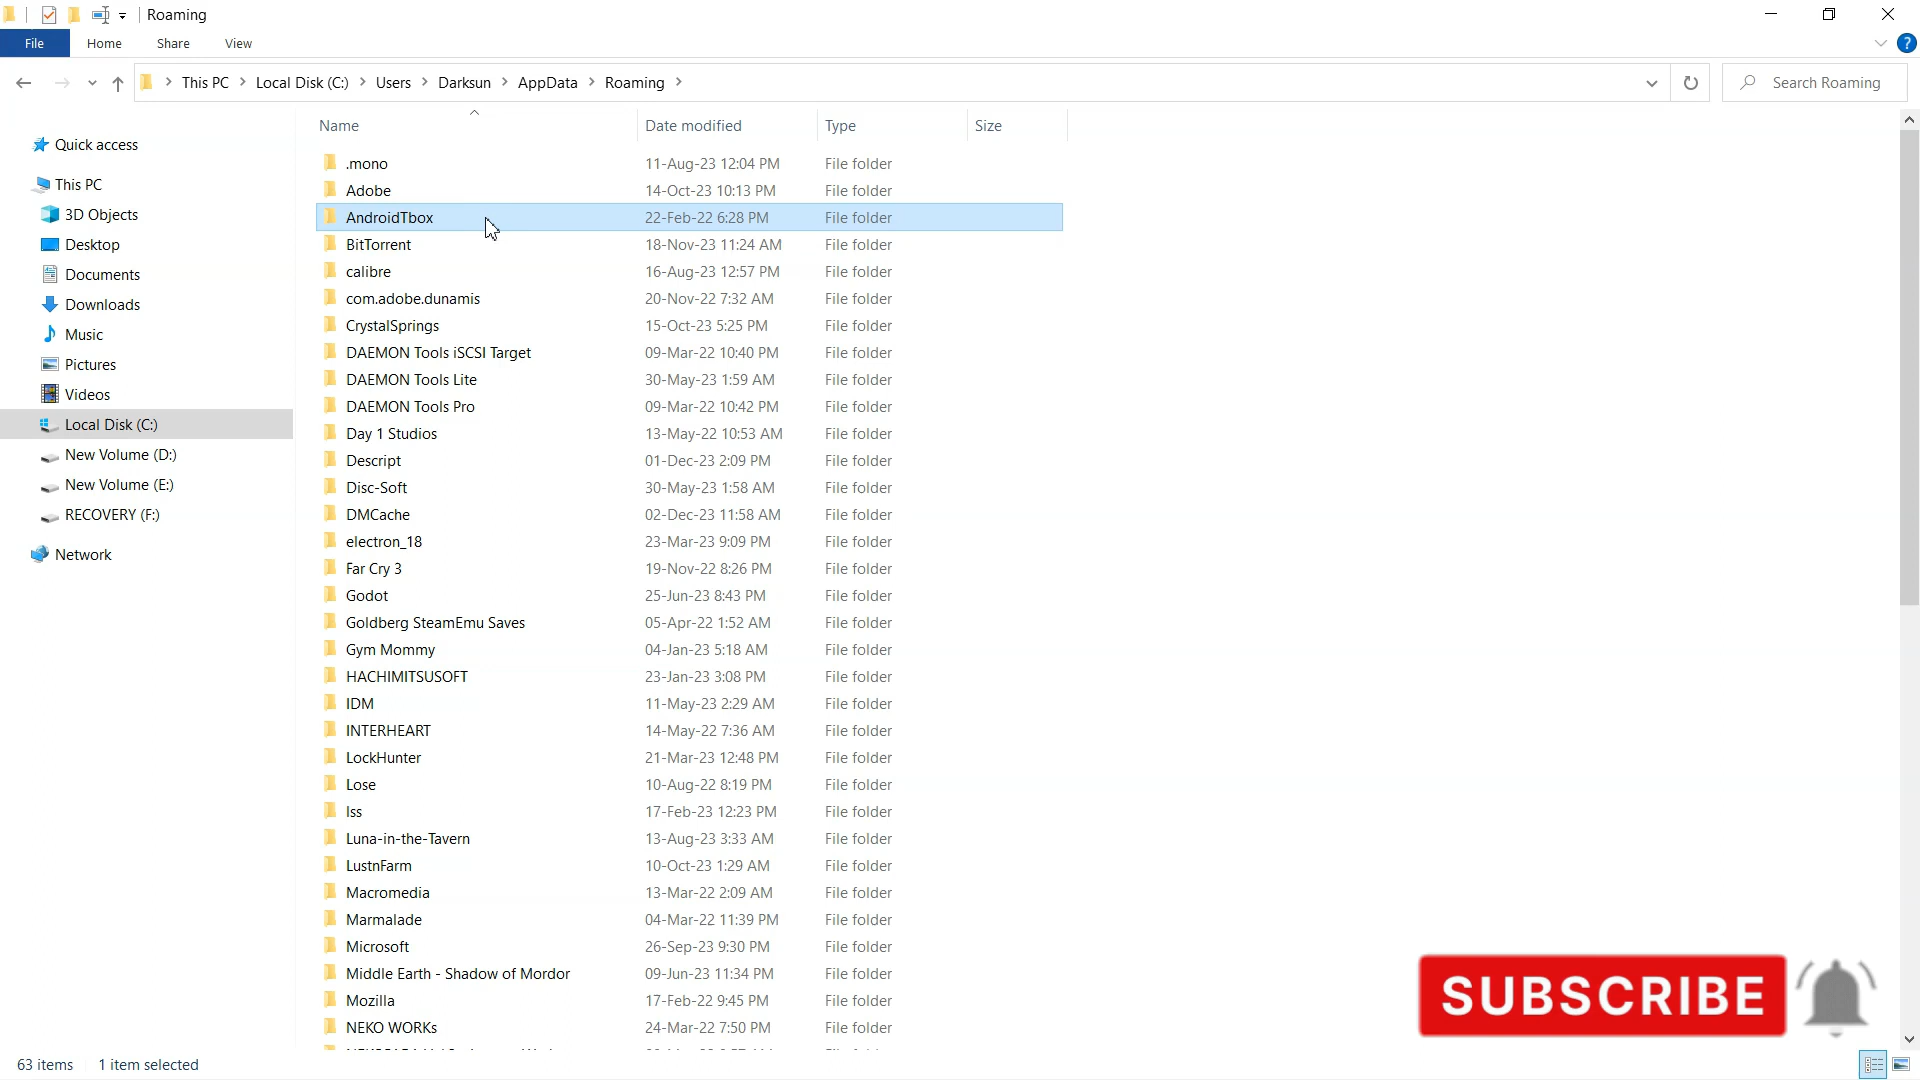 Roaming
File Home Share View
This PC Local Disk (C:) Users Darksun AppData Roaming
Search Roaming
Name Date modified Type Size
Quick access
This PC
3D Objects
Desktop
Documents
Downloads
Music
Pictures
Videos
Local Disk (C:)
New Volume (D:)
New Volume (E:)
RECOVERY (F:)
Network
.mono 11-Aug-23 12:04 PM File folder
Adobe 14-Oct-23 10:13 PM File folder
AndroidTbox 22-Feb-22 6:28 PM File folder
BitTorrent 18-Nov-23 11:24 AM File folder
calibre 16-Aug-23 12:57 PM File folder
com.adobe.dunamis 20-Nov-22 7:32 AM File folder
CrystalSprings 15-Oct-23 5:25 PM File folder
DAEMON Tools iSCSI Target 09-Mar-22 10:40 PM File folder
DAEMON Tools Lite 30-May-23 1:59 AM File folder
DAEMON Tools Pro 09-Mar-22 10:42 PM File folder
Day 1 Studios 13-May-22 10:53 AM File folder
Descript 01-Dec-23 2:09 PM File folder
Disc-Soft 30-May-23 1:58 AM File folder
DMCache 02-Dec-23 11:58 AM File folder
electron_18 23-Mar-23 9:09 PM File folder
Far Cry 3 19-Nov-22 8:26 PM File folder
Godot 25-Jun-23 8:43 PM File folder
Goldberg SteamEmu Saves 05-Apr-22 1:52 AM File folder
Gym Mommy 04-Jan-23 5:18 AM File folder
HACHIMITSUSOFT 23-Jan-23 3:08 PM File folder
IDM 11-May-23 2:29 AM File folder
INTERHEART 14-May-22 7:36 AM File folder
LockHunter 21-Mar-23 12:48 PM File folder
Lose 10-Aug-22 8:19 PM File folder
lss 17-Feb-23 12:23 PM File folder
Luna-in-the-Tavern 13-Aug-23 3:33 AM File folder
LustnFarm 10-Oct-23 1:29 AM File folder
Macromedia 13-Mar-22 2:09 AM File folder
Marmalade 04-Mar-22 11:39 PM File folder
Microsoft 26-Sep-23 9:30 PM File folder
Middle Earth - Shadow of Mordor 09-Jun-23 11:34 PM File folder
Mozilla 17-Feb-22 9:45 PM File folder
NEKO WORKs 24-Mar-22 7:50 PM File folder
SUBSCRIBE
63 items 1 item selected